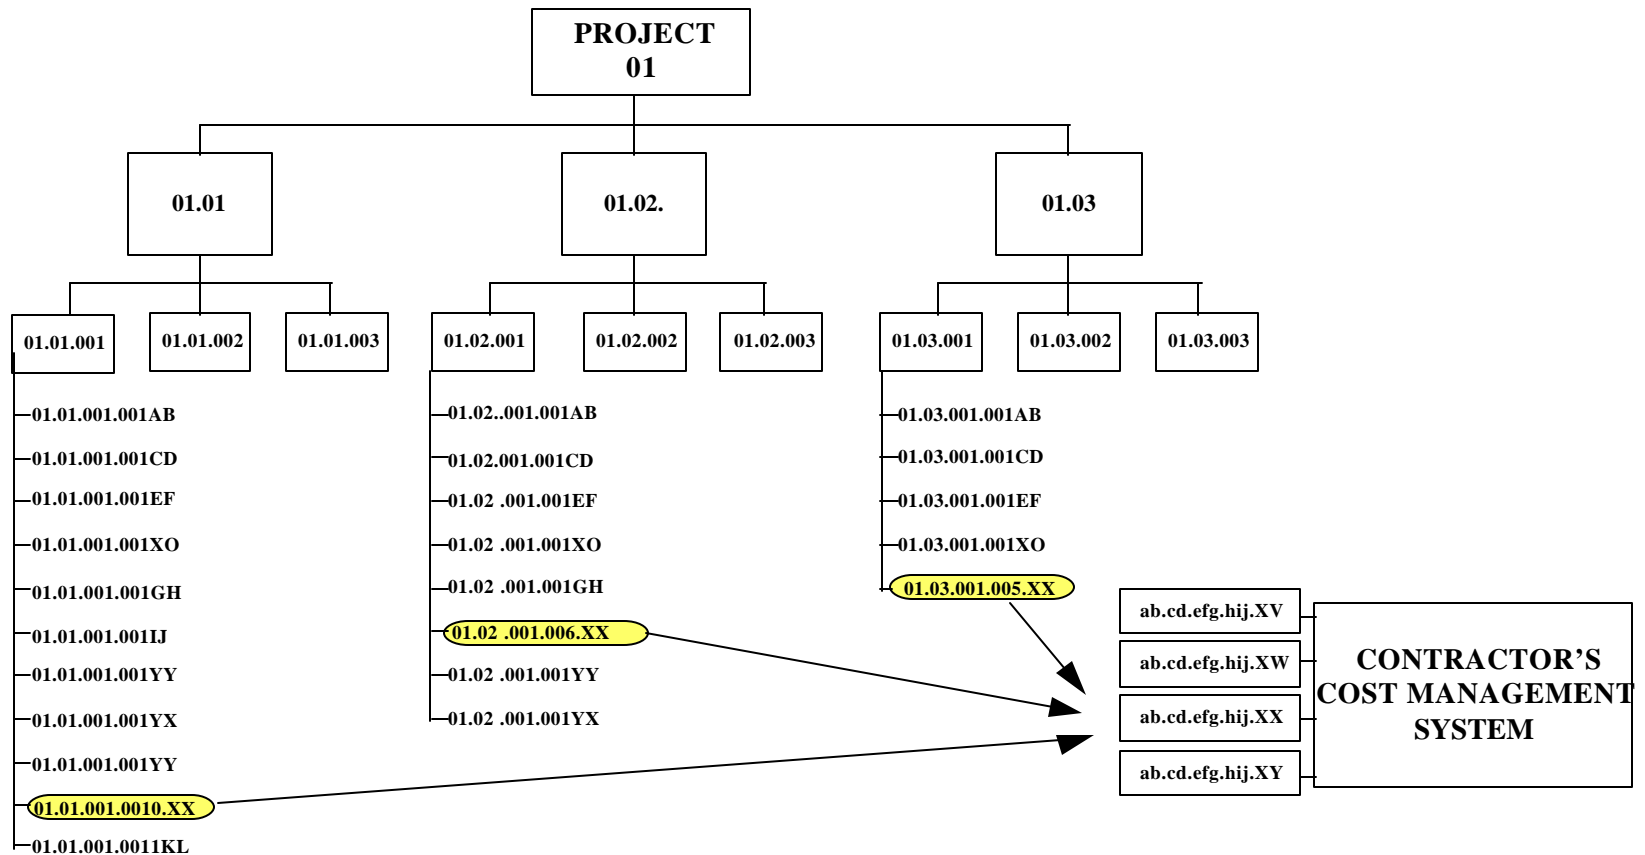 PROJECT
01
01.01
01.02.
01.03
01.01.001
01.01.002
01.01.003
01.02.001
01.02.002
01.02.003
01.03.001
01.03.002
01.03.003
01.01.001.001AB
01.01.001.001CD
01.01.001.001EF
01.01.001.001XO
01.01.001.001GH
01.01.001.001IJ
01.01.001.001YY
01.01.001.001YX
01.01.001.001YY
01.01.001.0010.XX
01.01.001.0011KL
01.02..001.001AB
01.02.001.001CD
01.02 .001.001EF
01.02 .001.001XO
01.02 .001.001GH
01.02 .001.006.XX
01.02 .001.001YY
01.02 .001.001YX
01.03.001.001AB
01.03.001.001CD
01.03.001.001EF
01.03.001.001XO
01.03.001.005.XX
ab.cd.efg.hij.XV
ab.cd.efg.hij.XW
ab.cd.efg.hij.XX
ab.cd.efg.hij.XY
CONTRACTOR’S
COST MANAGEMENT
SYSTEM